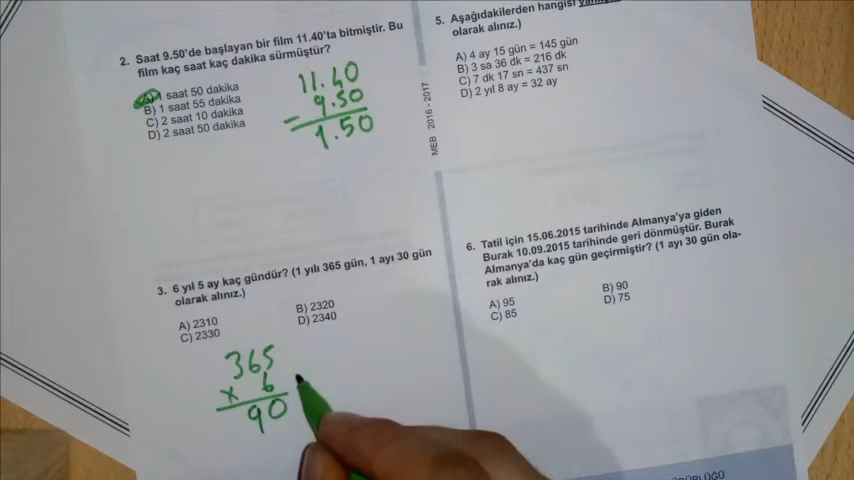 2. Saat 9.50'de başlayan bir film 11.40'ta bitmiştir. Bu
film kaç saat kaç dakika sürmüştür?
A) 1 saat 50 dakika
B) 1 saat 55 dakika
C) 2 saat 10 dakika
D) 2 saat 50 dakika
11.40
9.50
= 1.50
3. 6 yıl 5 ay kaç gündür? (1 yılı 365 gün, 1 ayı 30 gün
olarak alınız.)
A) 2310
B) 2320
C) 2330
D) 2340
365
x 6
90
MEB 2016 - 2017
5. Aşağıdakilerden hangisi
olarak alınız.)
A) 4 ay 15 gün = 145 gün
B) 3 sa 36 dk = 216 dk
C) 7 dk 17 sn = 437 sn
D) 2 yıl 8 ay = 32 ay
6. Tatil için 15.06.2015 tarihinde Almanya'ya giden
Burak 10.09.2015 tarihinde geri dönmüştür. Burak
Almanya'da kaç gün geçirmiştir? (1 ayı 30 gün ola-
rak alınız.)
A) 95
B) 90
C) 85
D) 75